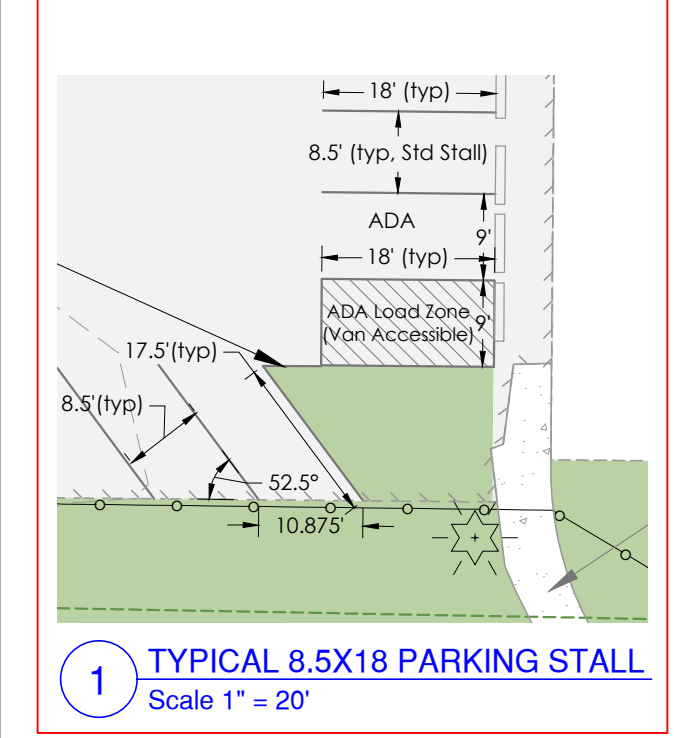 18' (typ)
8.5' (typ, Std Stall)
ADA
9'
18' (typ)
ADA Load Zone
(Van Accessible)
9'
17.5'(typ)
8.5'(typ)
52.5°
10.875'
1
TYPICAL 8.5X18 PARKING STALL
Scale 1" = 20'